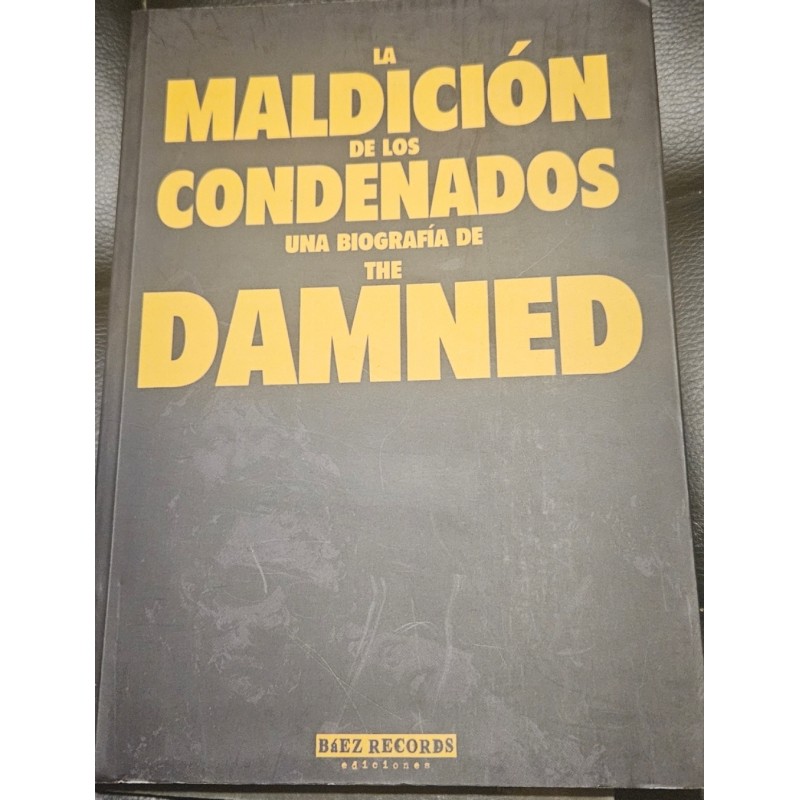 LA
MALDICIÓN
DE LOS
CONDENADOS
UNA BIOGRAFÍA DE
THE
DAMNED
BáEZ RECORDS
ediciones